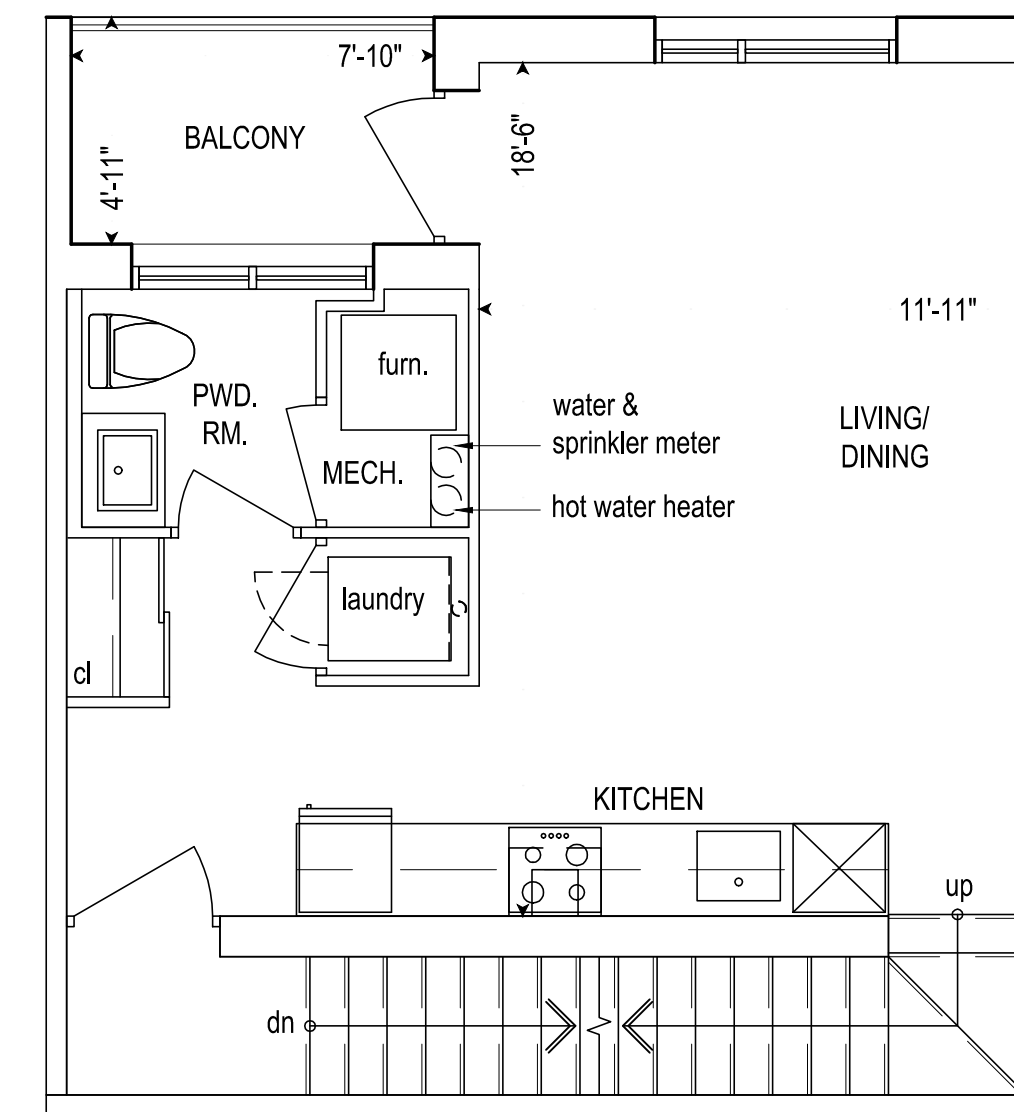 7'-10"
BALCONY
4'-11"
18'-6"
11'-11"
furn.
PWD.
RM.
water &
sprinkler meter
LIVING/
DINING
MECH.
hot water heater
laundry
cl
KITCHEN
up
dn